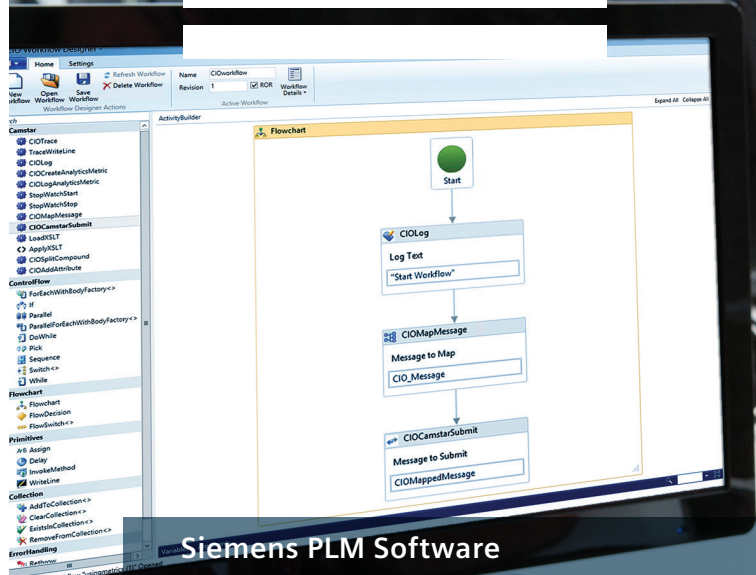 CIO Workflow Designer -
Home Settings
New Workflow
Open Workflow
Save Workflow
Refresh Workflow
Delete Workflow
Workflow Designer Actions
Name CIOworkflow
Revision 1 ROR
Workflow Details
Active Workflow
ActivityBuilder
Expand All Collapse All
Camstar
CIOTrace
TraceWriteLine
CIOLog
CIOCreateAnalyticsMetric
CIOLogAnalyticsMetric
StopWatchStart
StopWatchStop
CIOMapMessage
CIOCamstarSubmit
LoadXSLT
ApplyXSLT
CIOSplitCompound
CIOAddAttribute
ControlFlow
ForEachWithBodyFactory<>
If
Parallel
ParallelForEachWithBodyFactory<>
DoWhile
Pick
Sequence
Switch<>
While
Flowchart
Flowchart
FlowDecision
FlowSwitch<>
Primitives
A+B Assign
Delay
InvokeMethod
WriteLine
Collection
AddToCollection<>
ClearCollection<>
ExistsInCollection<>
RemoveFromCollection<>
ErrorHandling
Rethrow
Flowchart
Start
CIOLog
Log Text
"Start Workflow"
CIOMapMessage
Message to Map
CIO_Message
CIOCamstarSubmit
Message to Submit
CIOMappedMessage
Siemens PLM Software